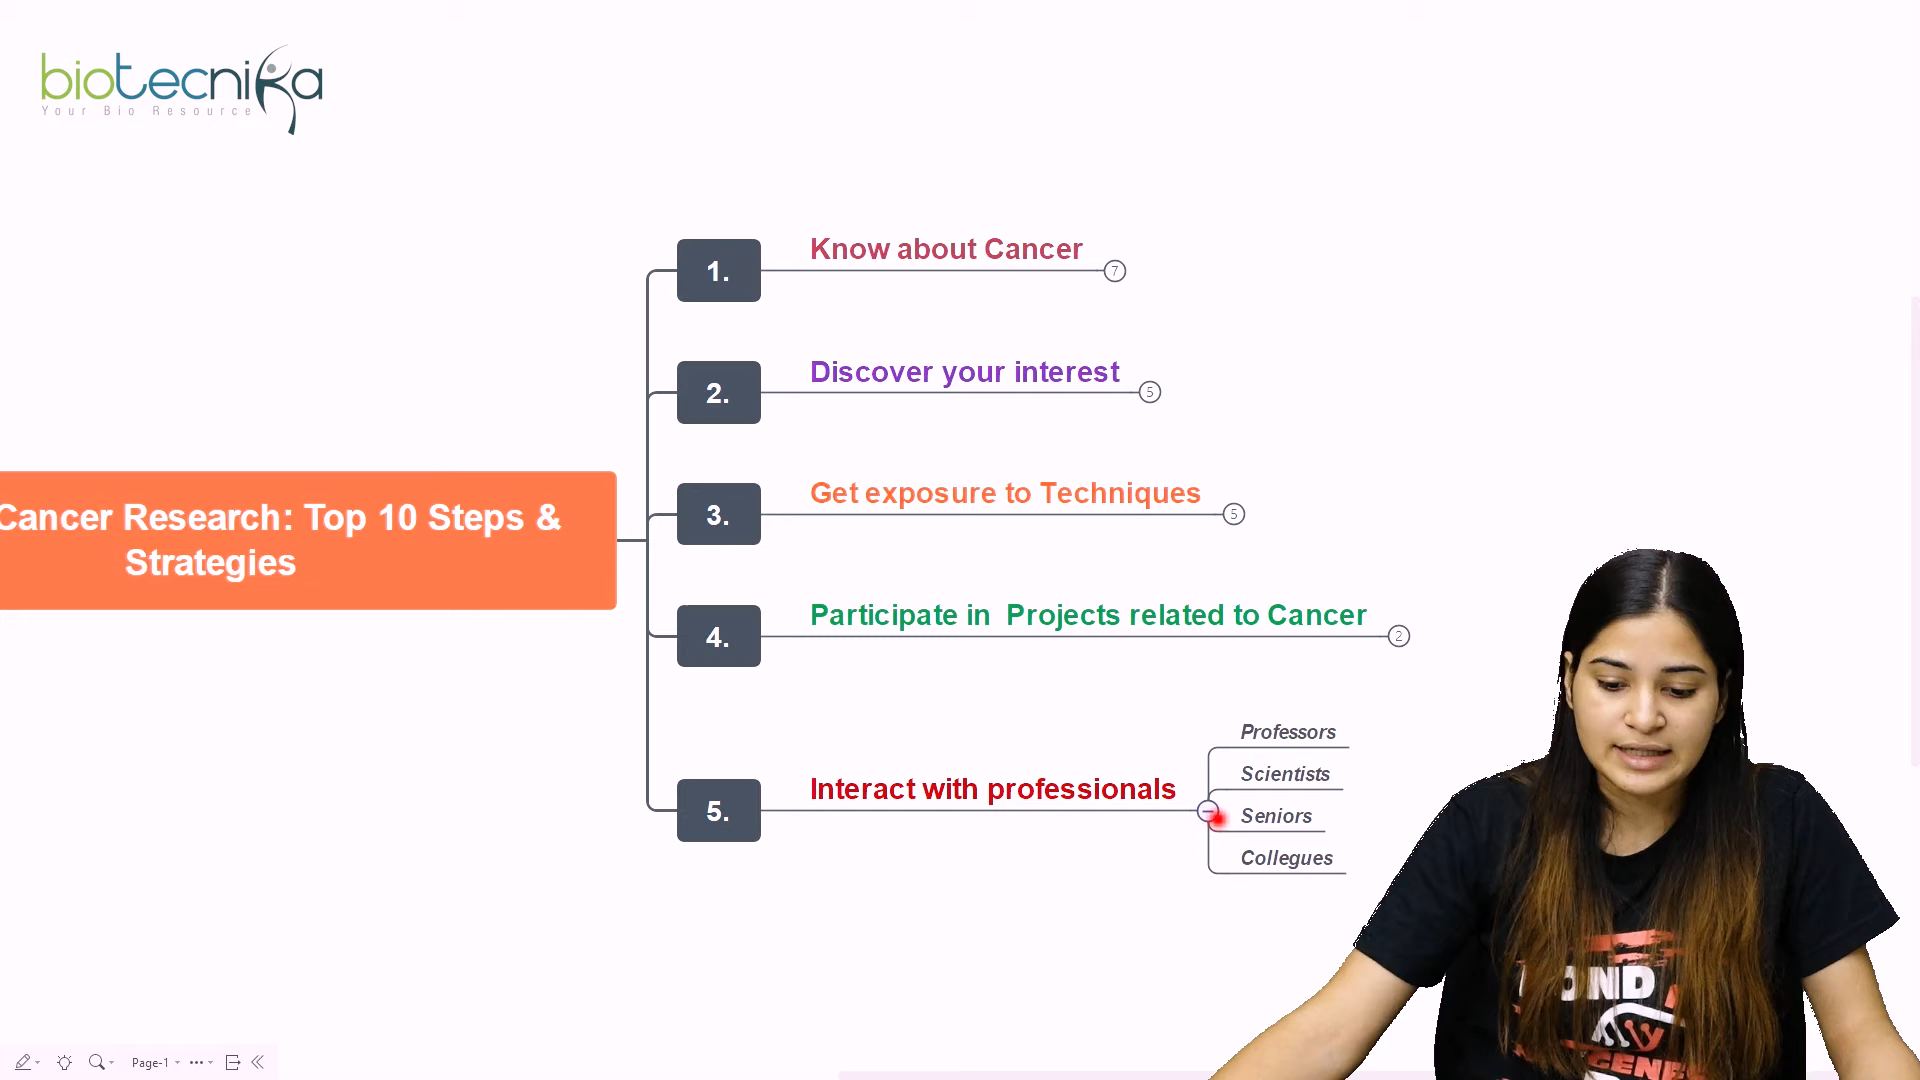 biotecnika
Your Bio Resource
Cancer Research: Top 10 Steps &
Strategies
1.
Know about Cancer
7
2.
Discover your interest
5
3.
Get exposure to Techniques
5
4.
Participate in Projects related to Cancer
2
5.
Interact with professionals
Professors
Scientists
Seniors
Collegues
Page-1